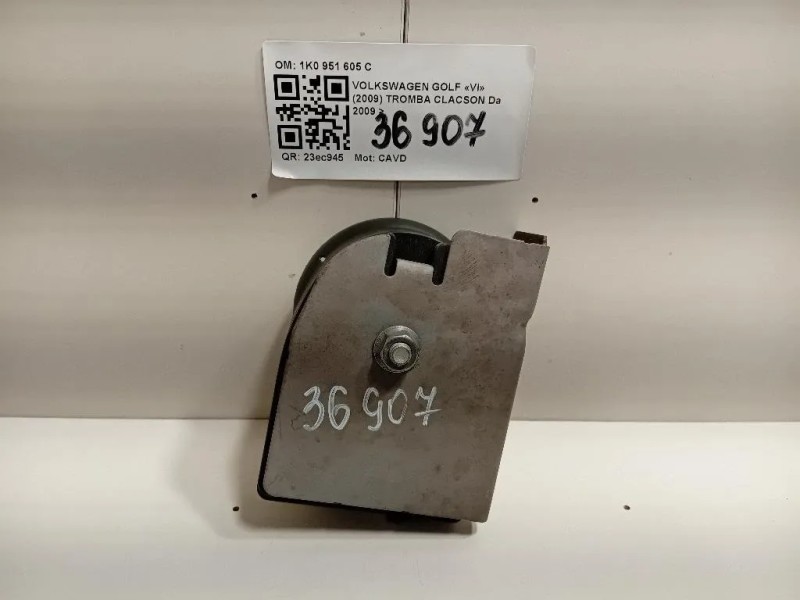 OM: 1K0 951 605 C
VOLKSWAGEN GOLF «VI»
(2009) TROMBA CLACSON Da
2009 >
36 907
QR: 23ec945 Mot: CAVD
36 907